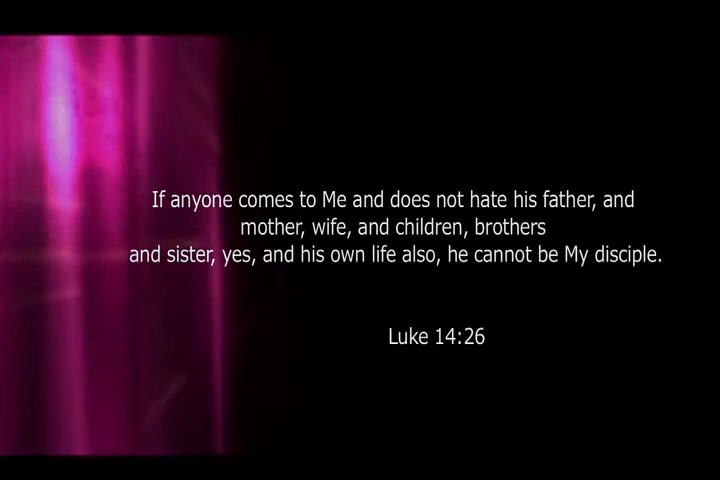 If anyone comes to Me and does not hate his father, and
mother, wife, and children, brothers
and sister, yes, and his own life also, he cannot be My disciple.
Luke 14:26